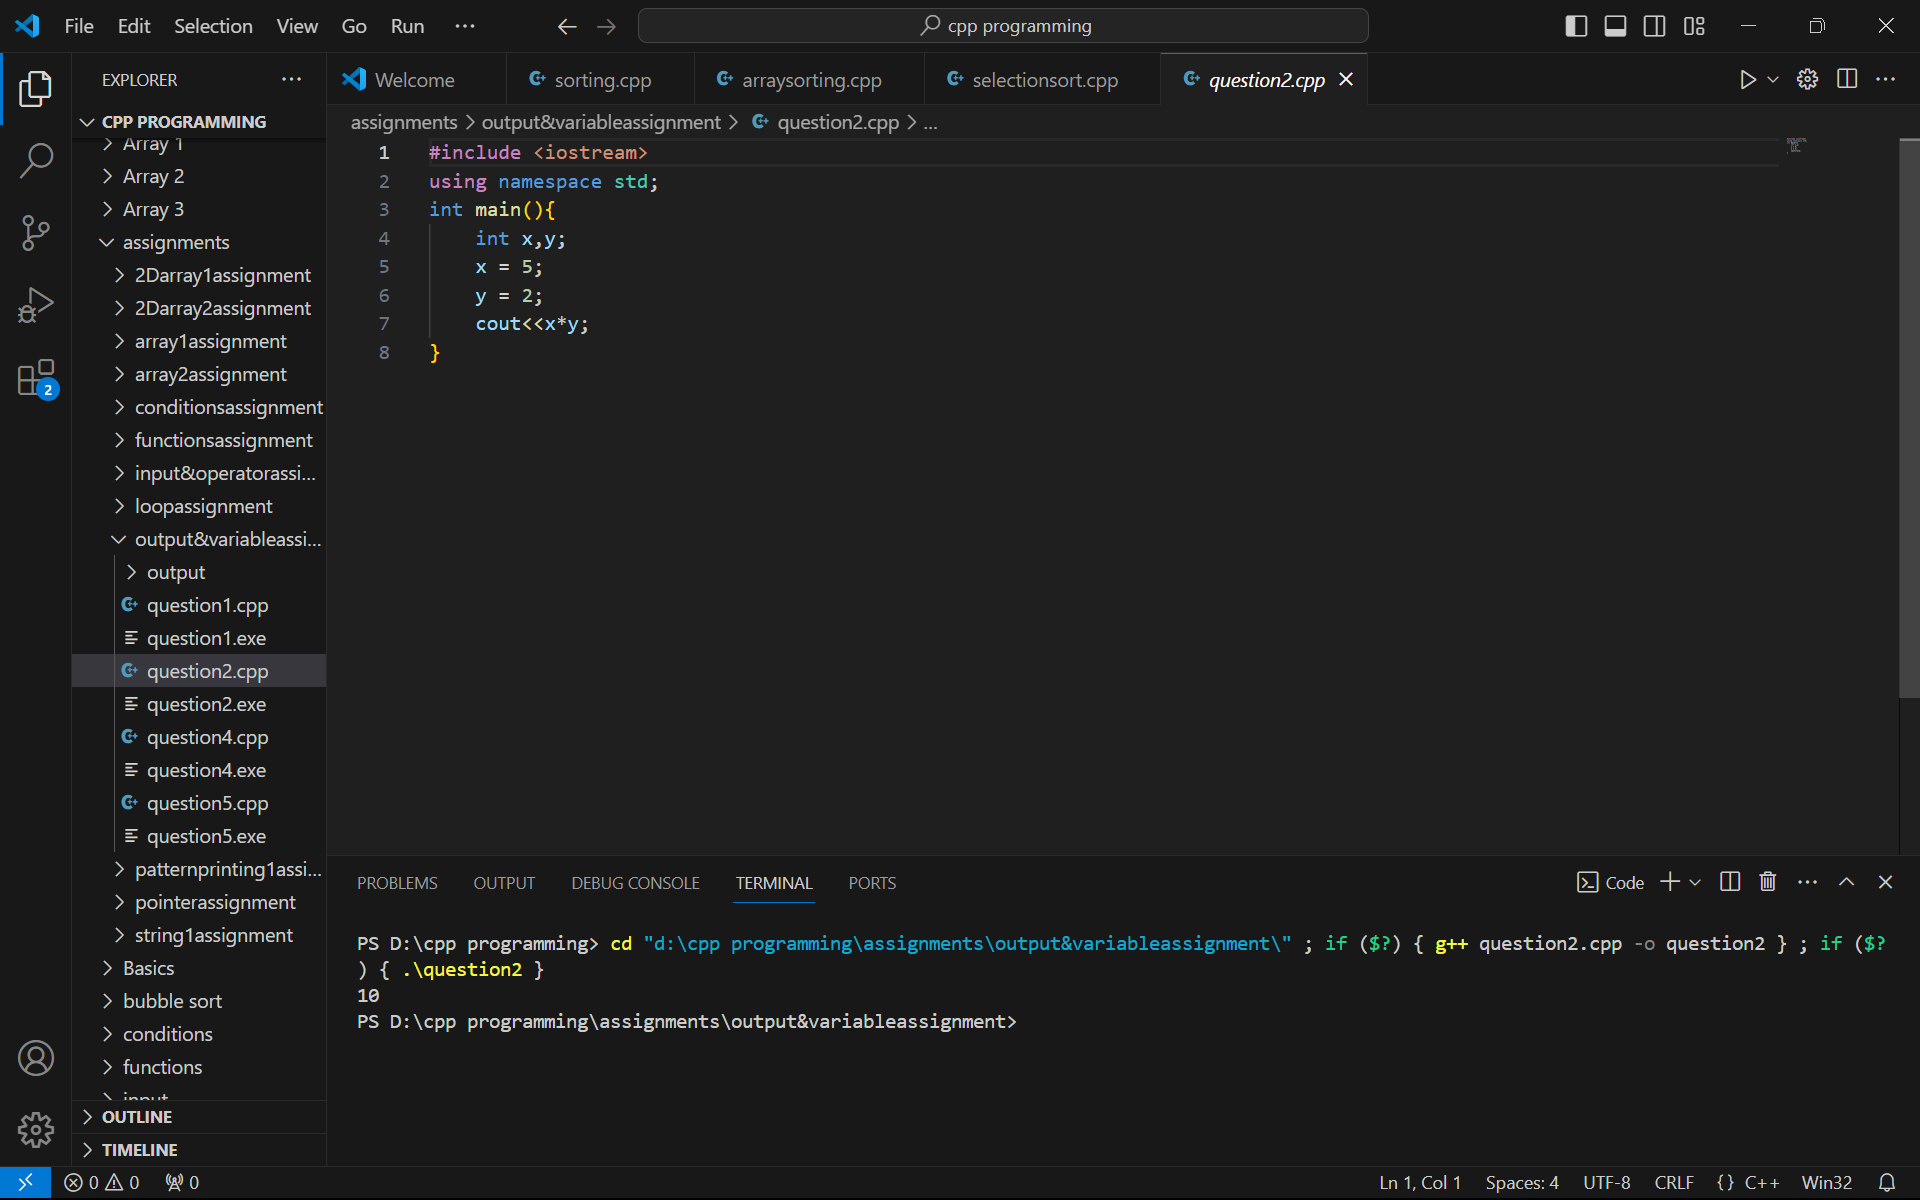 File Edit Selection View Go Run ···
cpp programming
EXPLORER ···
Welcome sorting.cpp arraysorting.cpp selectionsort.cpp question2.cpp
CPP PROGRAMMING
assignments > output&variableassignment > question2.cpp > ...
Array 1
Array 2
Array 3
assignments
2Darray1assignment
2Darray2assignment
array1assignment
array2assignment
conditionsassignment
functionsassignment
input&operatorassi...
loopassignment
output&variableassi...
output
question1.cpp
question1.exe
question2.cpp
question2.exe
question4.cpp
question4.exe
question5.cpp
question5.exe
patternprinting1assi...
pointerassignment
string1assignment
Basics
bubble sort
conditions
functions
input
OUTLINE
TIMELINE
2
1 #include <iostream>
2 using namespace std;
3 int main(){
4 int x,y;
5 x = 5;
6 y = 2;
7 cout<<x*y;
8 }
PROBLEMS OUTPUT DEBUG CONSOLE TERMINAL PORTS
Code
PS D:\cpp programming> cd "d:\cpp programming\assignments\output&variableassignment\" ; if ($?) { g++ question2.cpp -o question2 } ; if ($?
) { .\question2 }
10
PS D:\cpp programming\assignments\output&variableassignment>
0 0 0
Ln 1, Col 1 Spaces: 4 UTF-8 CRLF {} C++ Win32